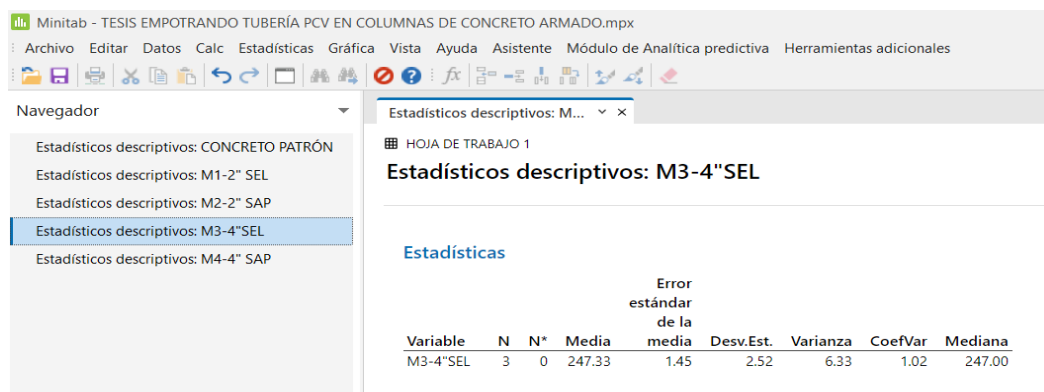 Minitab - TESIS EMPOTRANDO TUBERÍA PCV EN COLUMNAS DE CONCRETO ARMADO.mpx
Archivo Editar Datos Calc Estadísticas Gráfica Vista Ayuda Asistente Módulo de Analítica predictiva Herramientas adicionales
Navegador
Estadísticos descriptivos: CONCRETO PATRÓN
Estadísticos descriptivos: M1-2" SEL
Estadísticos descriptivos: M2-2" SAP
Estadísticos descriptivos: M3-4"SEL
Estadísticos descriptivos: M4-4" SAP
Estadísticos descriptivos: M...
HOJA DE TRABAJO 1
Estadísticos descriptivos: M3-4"SEL
Estadísticas
Error
estándar
de la
Variable N N* Media media Desv.Est. Varianza CoefVar Mediana
M3-4"SEL 3 0 247.33 1.45 2.52 6.33 1.02 247.00